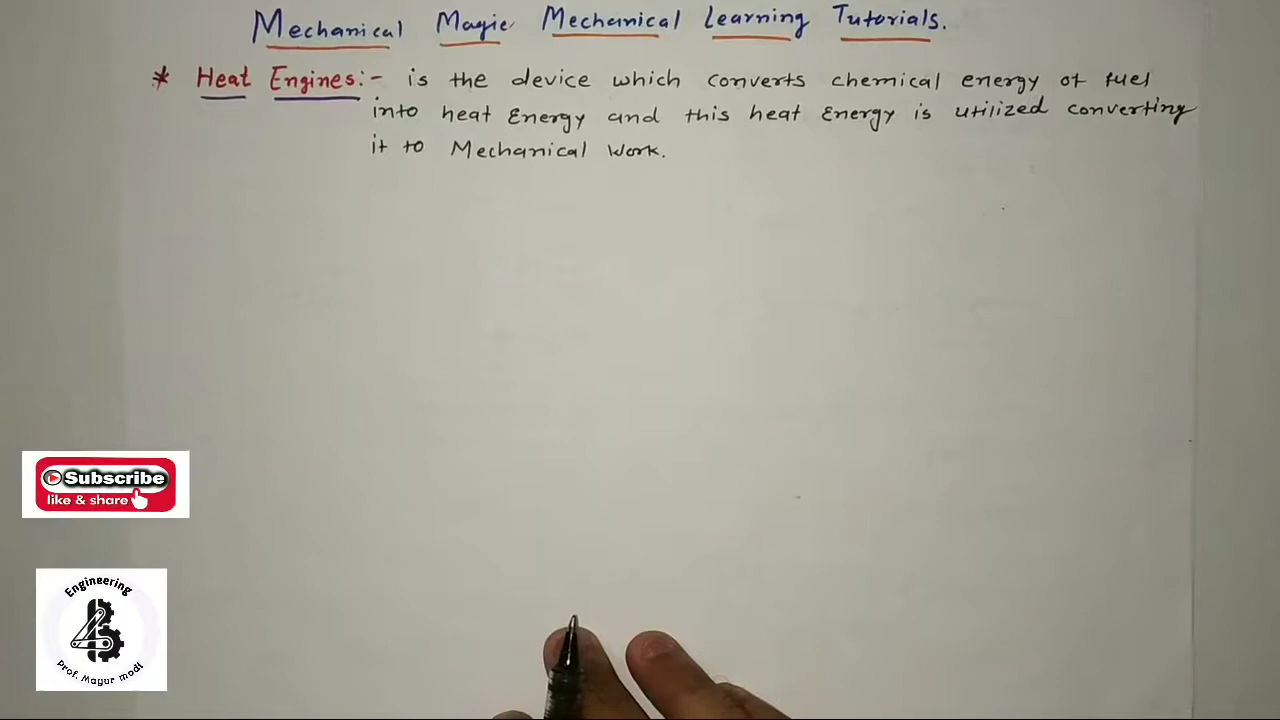 Mechanical Magic Mechanical Learning Tutorials.
* Heat Engines:- is the device which converts chemical energy of fuel
into heat Energy and this heat Energy is utilized converting
it to Mechanical Work.
Subscribe
like & share
Engineering
Prof. Mayur modi